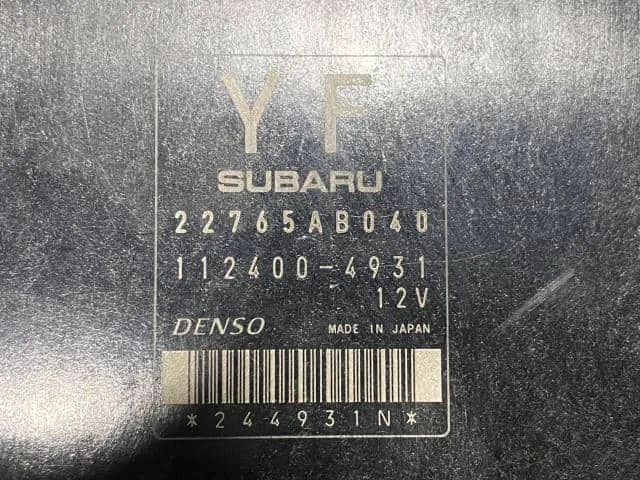 YF
SUBARU
22765AB040
112400-4931
12V
DENSO MADE IN JAPAN
*244931N*